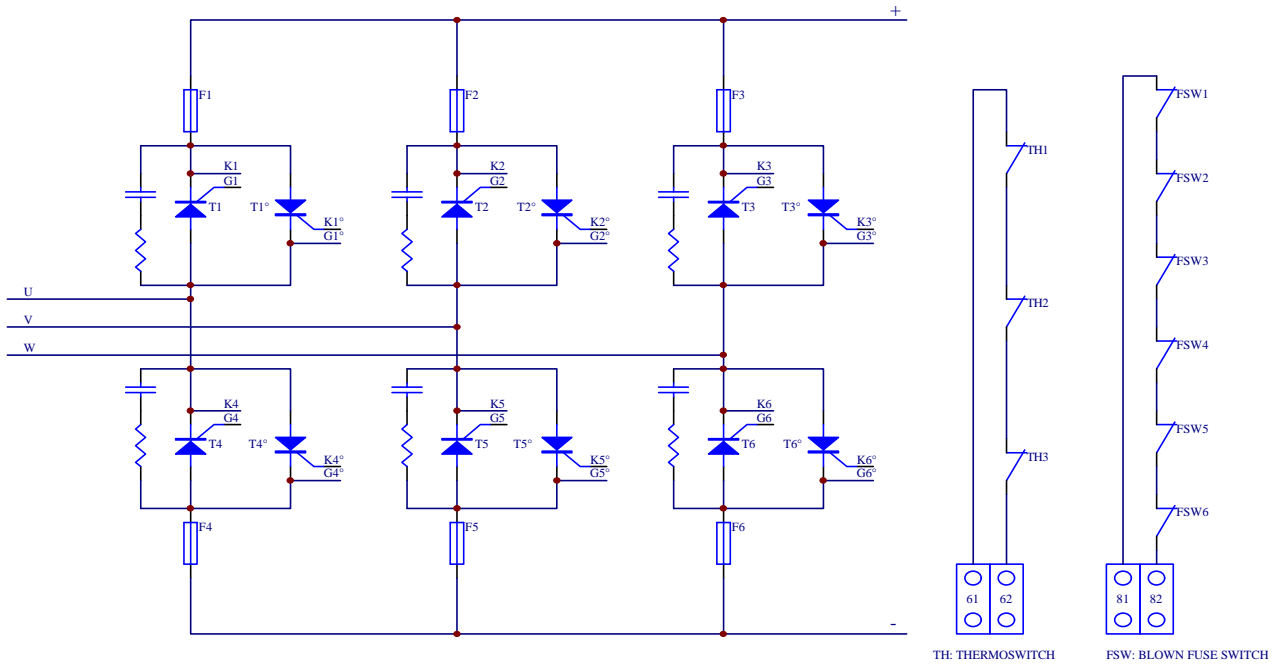 +
F1 F2 F3
K1 K2 K3
G1 G2 G3
T1 T1° T2 T2° T3 T3°
K1° K2° K3°
G1° G2° G3°
U
V
W
K4 K5 K6
G4 G5 G6
T4 T4° T5 T5° T6 T6°
K4° K5° K6°
G4° G5° G6°
F4 F5 F6
-
TH1
TH2
TH3
61 62
TH: THERMOSWITCH
FSW1
FSW2
FSW3
FSW4
FSW5
FSW6
81 82
FSW: BLOWN FUSE SWITCH